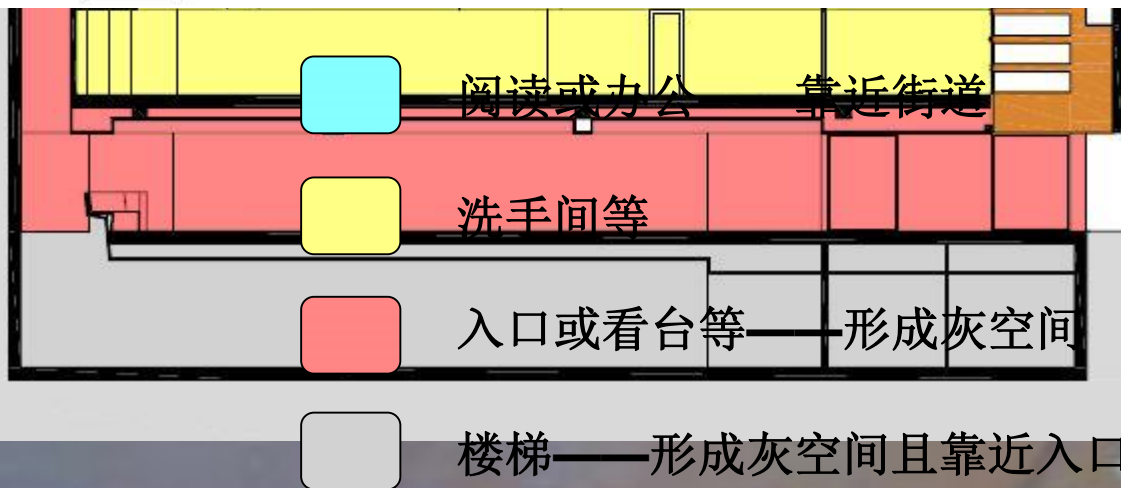 阅读或办公——靠近街道
洗手间等
入口或看台等——形成灰空间
楼梯——形成灰空间且靠近入口